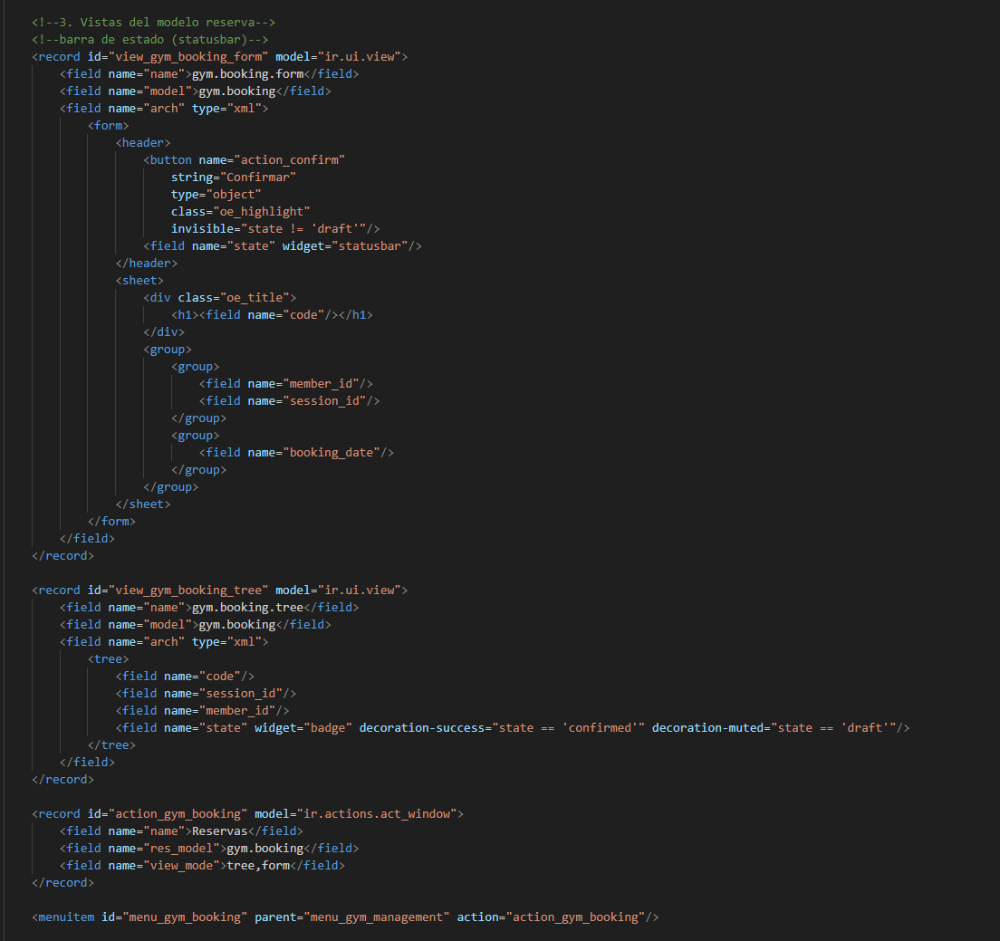 <!--3. Vistas del modelo reserva-->
<!--barra de estado (statusbar)-->
<record id="view_gym_booking_form" model="ir.ui.view">
    <field name="name">gym.booking.form</field>
    <field name="model">gym.booking</field>
    <field name="arch" type="xml">
        <form>
            <header>
                <button name="action_confirm"
                    string="Confirmar"
                    type="object"
                    class="oe_highlight"
                    invisible="state != 'draft'"/>
                <field name="state" widget="statusbar"/>
            </header>
            <sheet>
                <div class="oe_title">
                    <h1><field name="code"/></h1>
                </div>
                <group>
                    <group>
                        <field name="member_id"/>
                        <field name="session_id"/>
                    </group>
                    <group>
                        <field name="booking_date"/>
                    </group>
                </group>
            </sheet>
        </form>
    </field>
</record>

<record id="view_gym_booking_tree" model="ir.ui.view">
    <field name="name">gym.booking.tree</field>
    <field name="model">gym.booking</field>
    <field name="arch" type="xml">
        <tree>
            <field name="code"/>
            <field name="session_id"/>
            <field name="member_id"/>
            <field name="state" widget="badge" decoration-success="state == 'confirmed'" decoration-muted="state == 'draft'"/>
        </tree>
    </field>
</record>

<record id="action_gym_booking" model="ir.actions.act_window">
    <field name="name">Reservas</field>
    <field name="res_model">gym.booking</field>
    <field name="view_mode">tree,form</field>
</record>

<menuitem id="menu_gym_booking" parent="menu_gym_management" action="action_gym_booking"/>